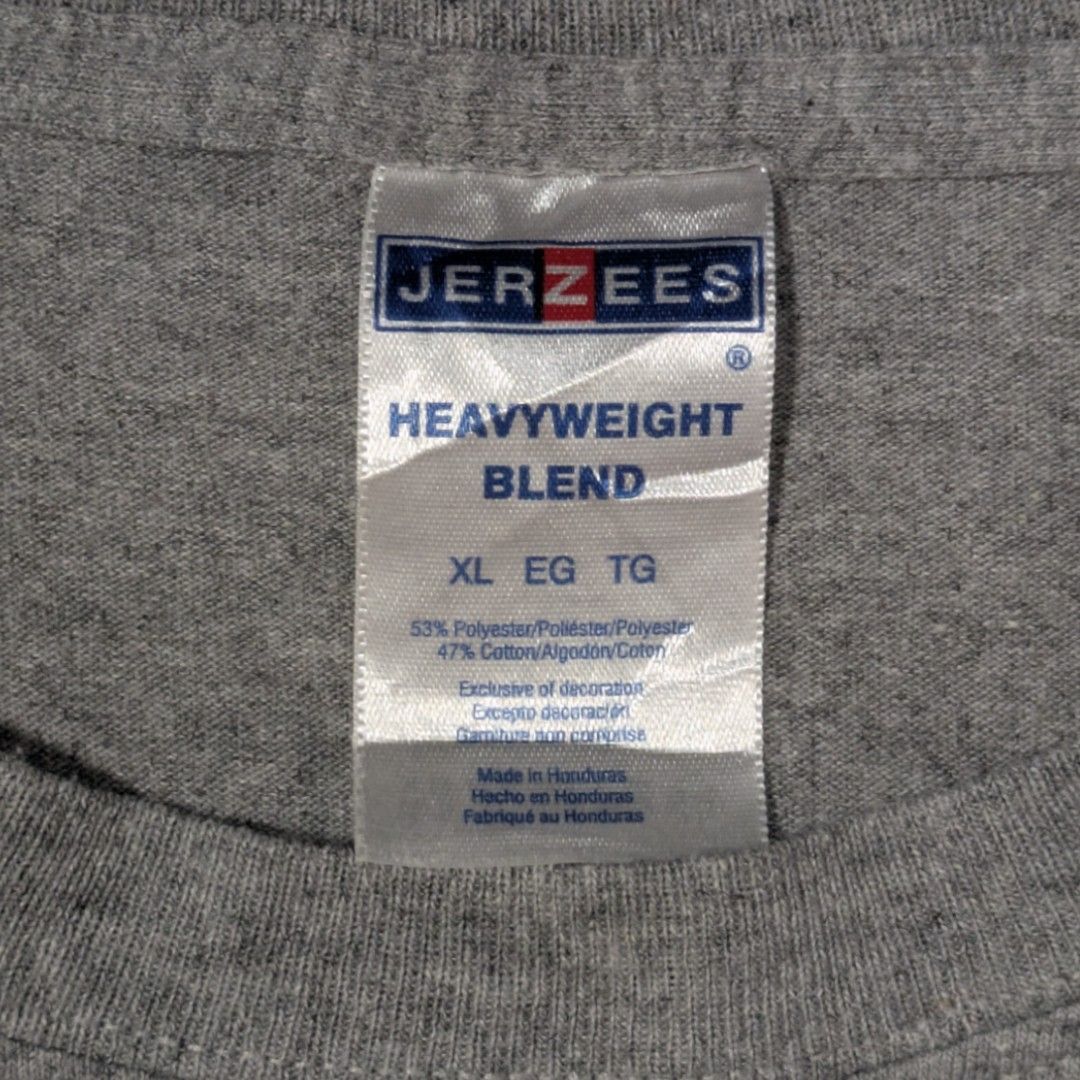 JERZEES
®
HEAVYWEIGHT
BLEND
XL EG TG
53% Polyester/Poliéster/Polyester
47% Cotton/Algodón/Coton
Exclusive of decoration
Excepto decoración
Garniture non comprise
Made in Honduras
Hecho en Honduras
Fabriqué au Honduras